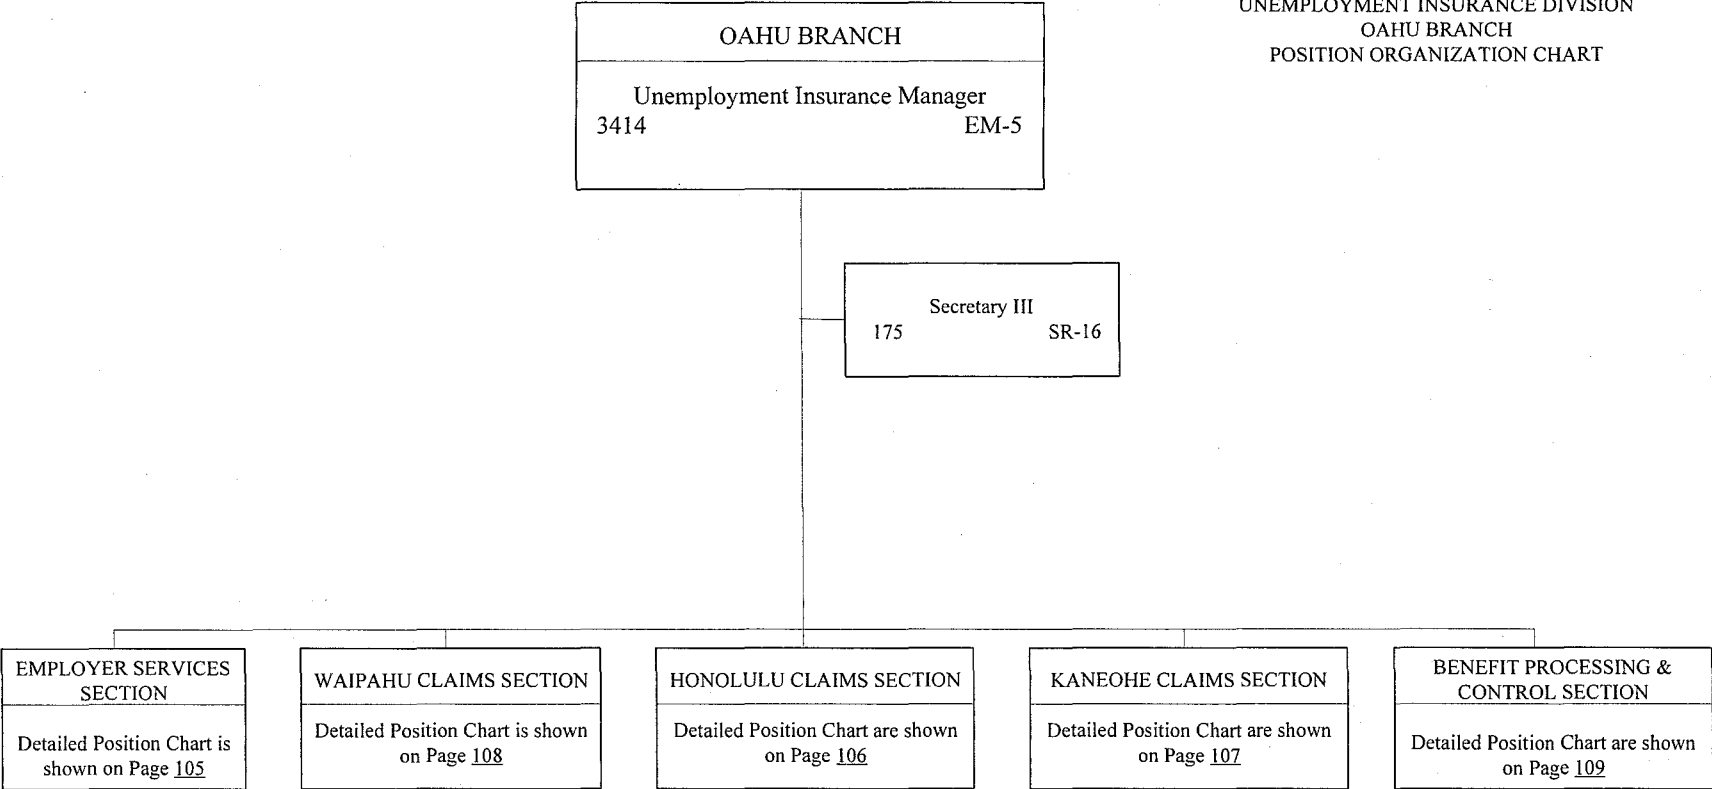 UNEMPLOYMENT INSURANCE DIVISION
OAHU BRANCH
POSITION ORGANIZATION CHART
OAHU BRANCH
Unemployment Insurance Manager
3414 EM-5
Secretary III
175 SR-16
EMPLOYER SERVICES
SECTION
Detailed Position Chart is
shown on Page 105
WAIPAHU CLAIMS SECTION
Detailed Position Chart is shown
on Page 108
HONOLULU CLAIMS SECTION
Detailed Position Chart are shown
on Page 106
KANEOHE CLAIMS SECTION
Detailed Position Chart are shown
on Page 107
BENEFIT PROCESSING &
CONTROL SECTION
Detailed Position Chart are shown
on Page 109